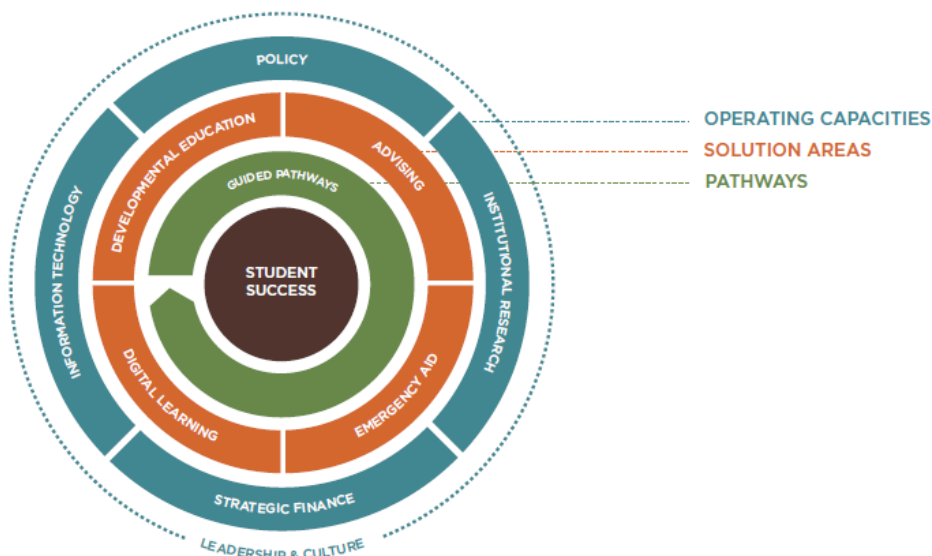 POLICY
OPERATING CAPACITIES
SOLUTION AREAS
PATHWAYS
DEVELOPMENTAL EDUCATION
ADVISING
GUIDED PATHWAYS
INFORMATION TECHNOLOGY
INSTITUTIONAL RESEARCH
STUDENT
SUCCESS
DIGITAL LEARNING
EMERGENCY AID
STRATEGIC FINANCE
LEADERSHIP & CULTURE